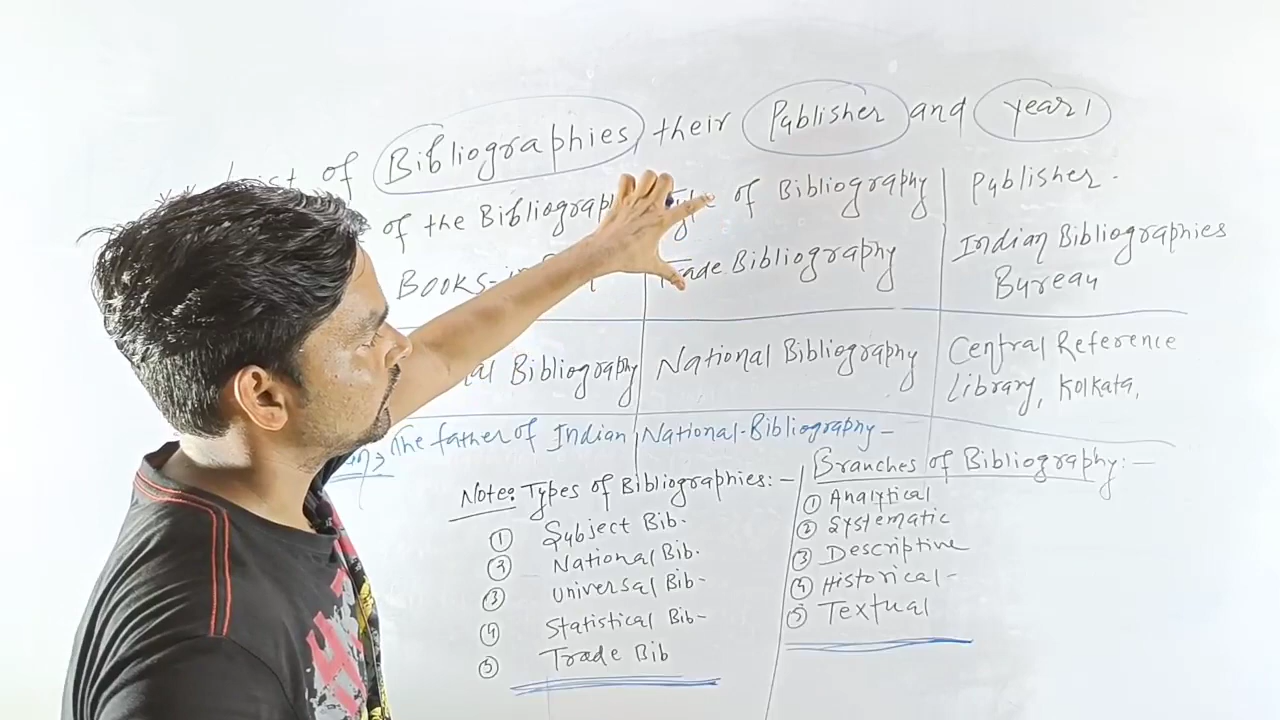 of Bibliographies, their Publisher and year
of the Bibliography Type of Bibliography Publisher.
Books-in Trade Bibliography Indian Bibliographies
Bureau
Bibliography National Bibliography Central Reference
Library, Kolkata,
The father of Indian National-Bibliography -
Note: Types of Bibliographies: -
① Subject Bib.
② National Bib.
③ Universal Bib-
④ Statistical Bib-
⑤ Trade Bib
Branches of Bibliography: -
① Analytical
② Systematic
③ Descriptive
④ Historical -
⑤ Textual